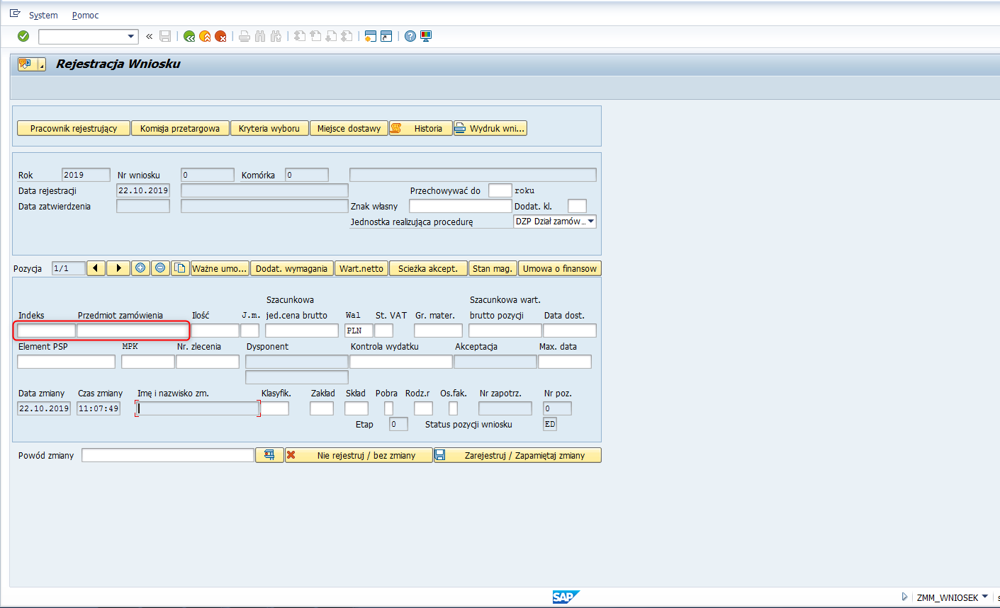 System Pomoc
Rejestracja Wniosku
Pracownik rejestrujący Komisja przetargowa Kryteria wyboru Miejsce dostawy Historia Wydruk wni...
Rok 2019 Nr wniosku 0 Komórka 0
Data rejestracji 22.10.2019 Przechowywać do roku
Data zatwierdzenia Znak własny Dodat. kl.
Jednostka realizująca procedurę DZP Dział zamów...
Pozycja 1/1 Ważne umo... Dodat. wymagania Wart.netto Scieżka akcept. Stan mag. Umowa o finansow
Szacunkowa Szacunkowa wart.
Indeks Przedmiot zamówienia Ilość J.m. jed.cena brutto Wal St. VAT Gr. mater. brutto pozycji Data dost.
PLN
Element PSP MPK Nr. zlecenia Dysponent Kontrola wydatku Akceptacja Max. data
Data zmiany Czas zmiany Imę i nazwisko zm. Klasyfik. Zakład Skład Pobra Rodz.r Os.fak. Nr zapotrz. Nr poz.
22.10.2019 11:07:49 0
Etap 0 Status pozycji wniosku ED
Powód zmiany Nie rejestruj / bez zmiany Zarejestruj / Zapamiętaj zmiany
SAP ZMM_WNIOSEK